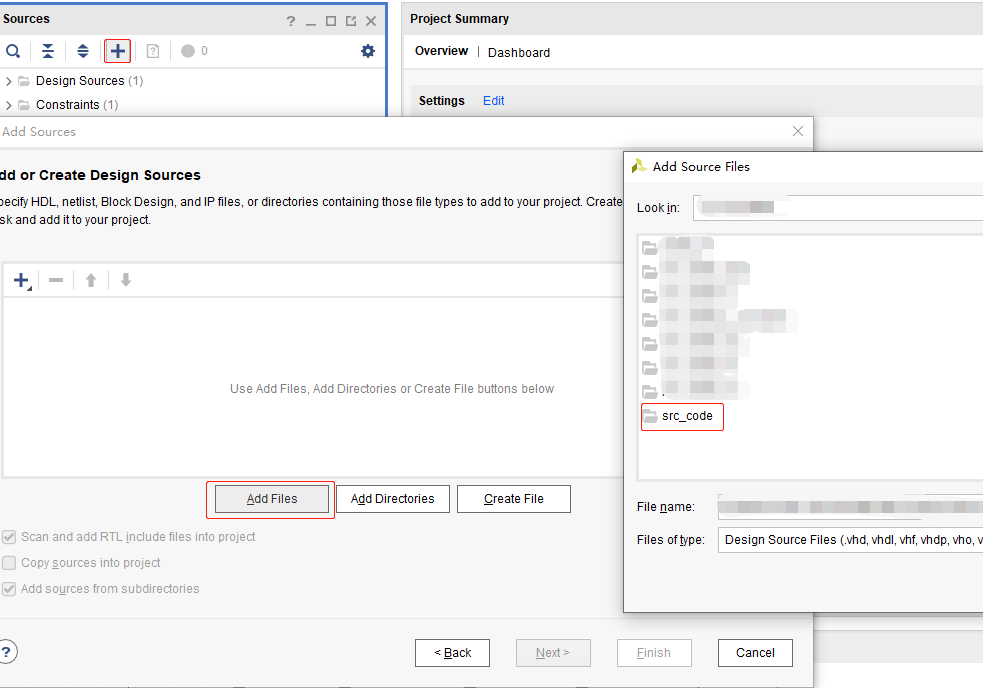 Sources
?
0
Design Sources (1)
Constraints (1)
Project Summary
Overview | Dashboard
Settings Edit
Add Sources
dd or Create Design Sources
pecify HDL, netlist, Block Design, and IP files, or directories containing those file types to add to your project. Create
sk and add it to your project.
Use Add Files, Add Directories or Create File buttons below
Add Files
Add Directories
Create File
Scan and add RTL include files into project
Copy sources into project
Add sources from subdirectories
?
< Back
Next >
Finish
Cancel
Add Source Files
Look in:
src_code
File name:
Files of type: Design Source Files (.vhd, vhdl, vhf, vhdp, vho, v